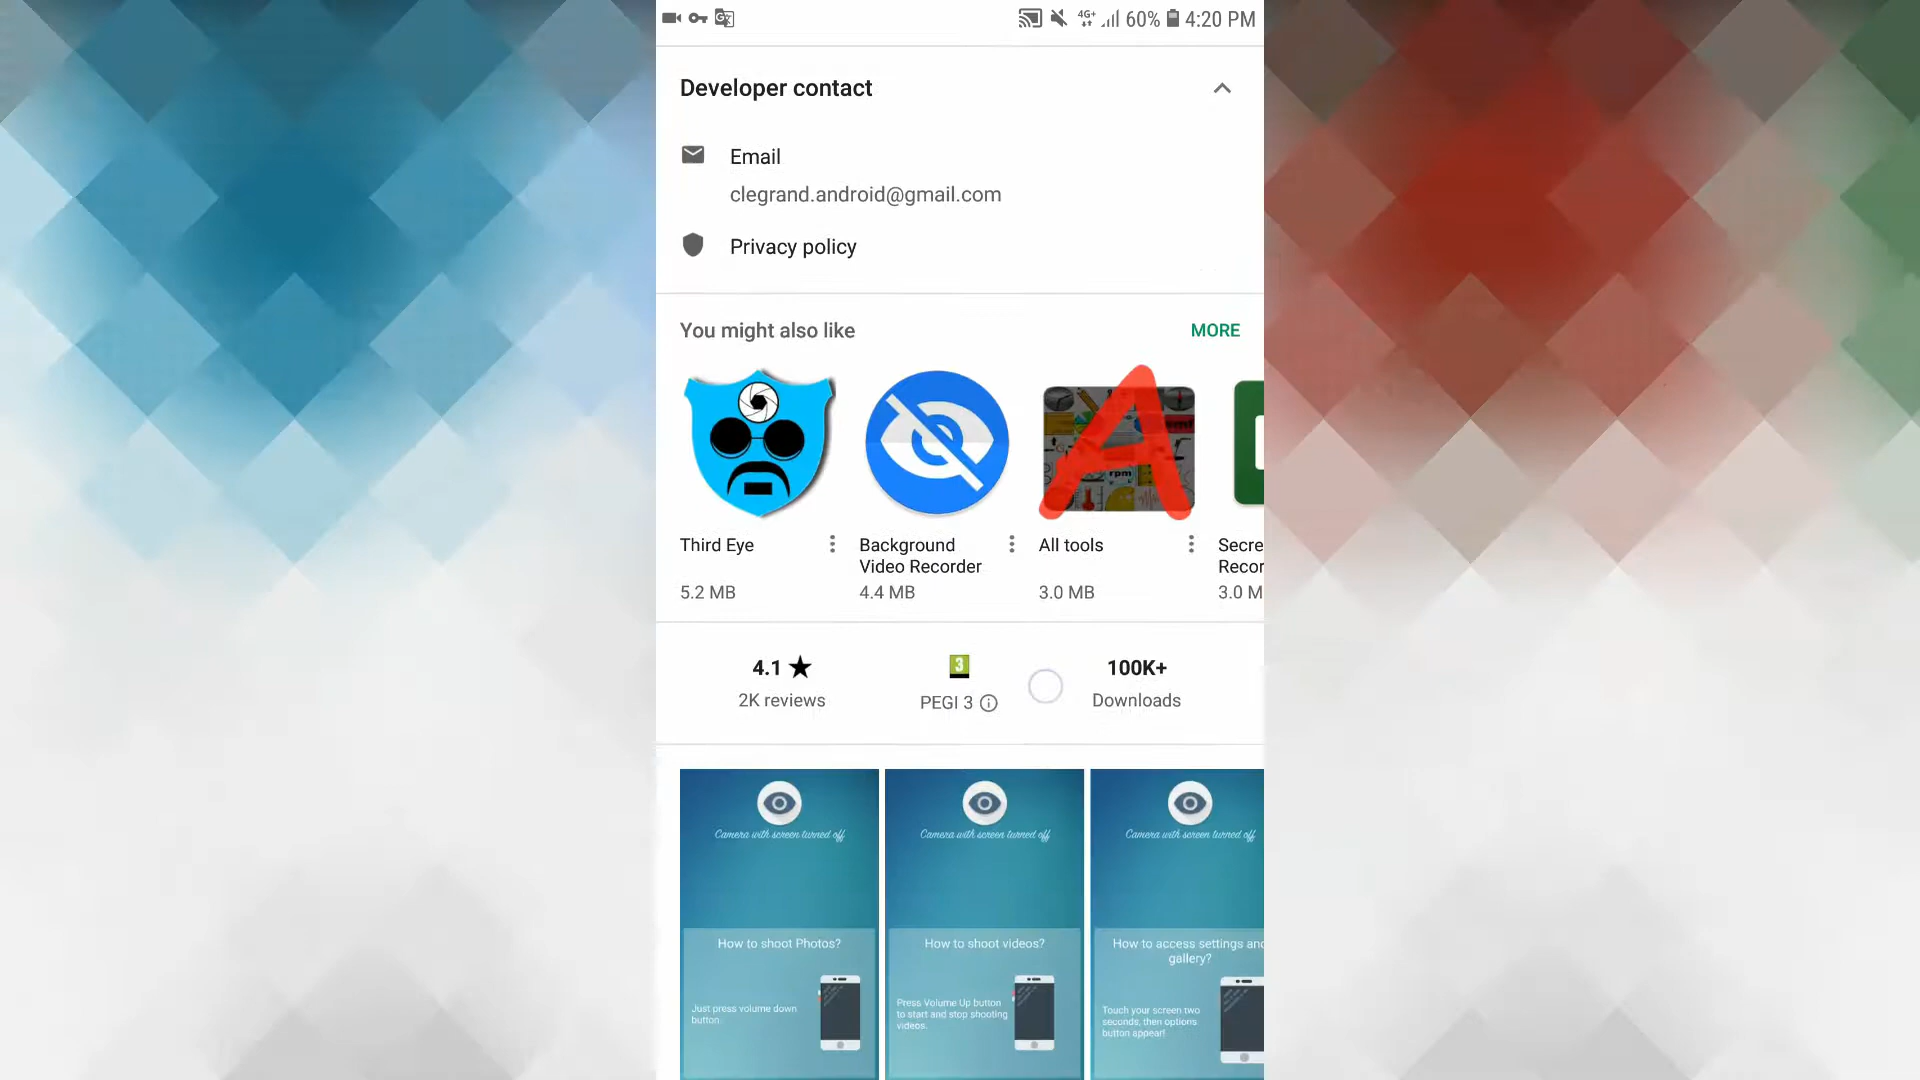 4G+ 60% 4:20 PM
Developer contact
Email
clegrand.android@gmail.com
Privacy policy
You might also like MORE
Third Eye
5.2 MB
Background
Video Recorder
4.4 MB
rpm
All tools
3.0 MB
Secre
Recor
3.0 M
4.1 ★
2K reviews
3
PEGI 3
100K+
Downloads
Camera with screen turned off
How to shoot Photos?
Just press volume down
button.
Camera with screen turned off
How to shoot videos?
Press Volume Up button
to start and stop shooting
videos.
Camera with screen turned off
How to access settings and
gallery?
Touch your screen two
seconds, then options
button appear!